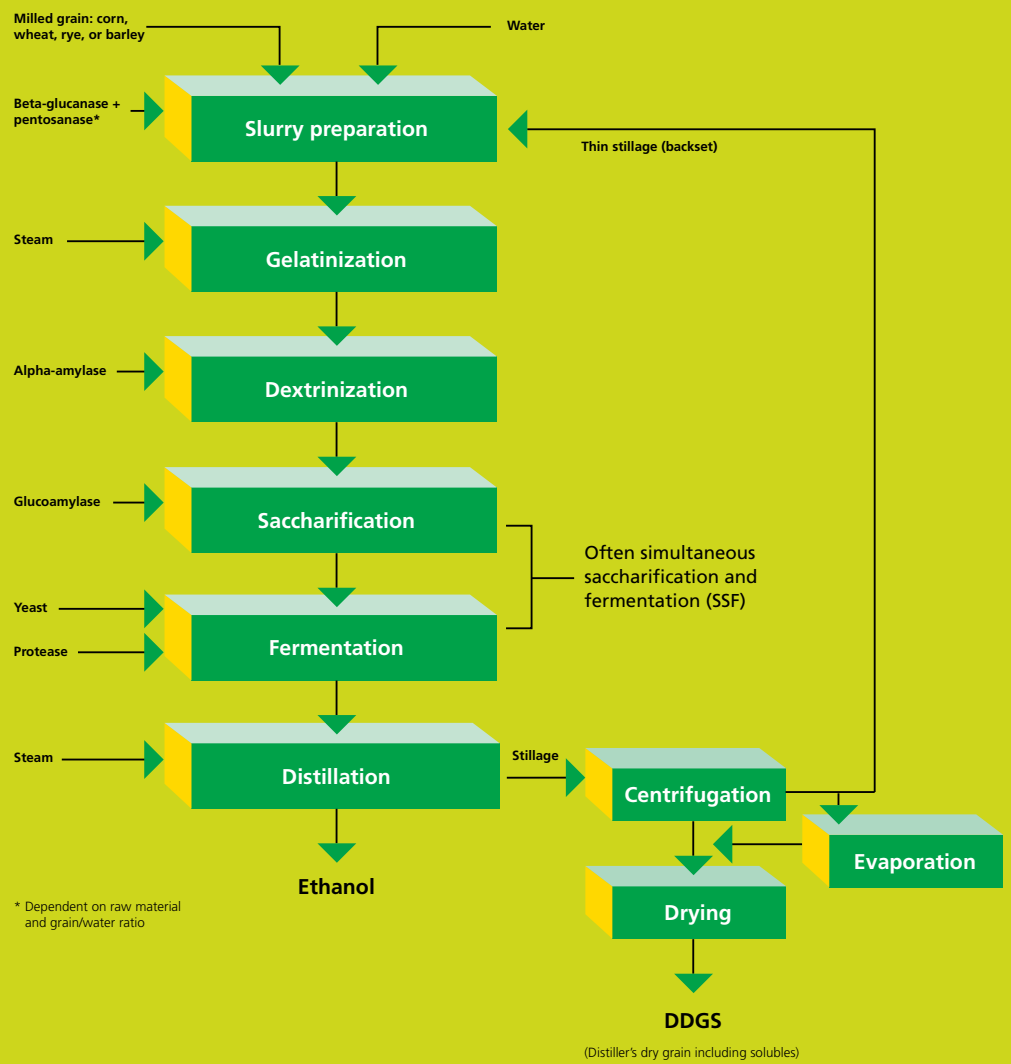 Milled grain: corn,
wheat, rye, or barley
Water
Beta-glucanase +
pentosanase*
Slurry preparation
Thin stillage (backset)
Steam
Gelatinization
Alpha-amylase
Dextrinization
Glucoamylase
Saccharification
Often simultaneous
saccharification and
fermentation (SSF)
Yeast
Protease
Fermentation
Steam
Distillation
Stillage
Centrifugation
Evaporation
Ethanol
Drying
* Dependent on raw material
and grain/water ratio
DDGS
(Distiller's dry grain including solubles)